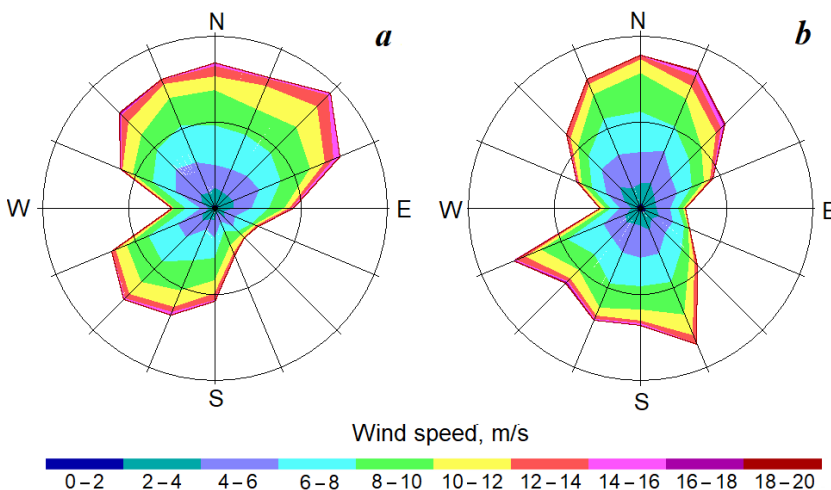 N
a
N
b
W
E
W
E
S
S
Wind speed, m/s
0 – 2
2 – 4
4 – 6
6 – 8
8 – 10
10 – 12
12 – 14
14 – 16
16 – 18
18 – 20